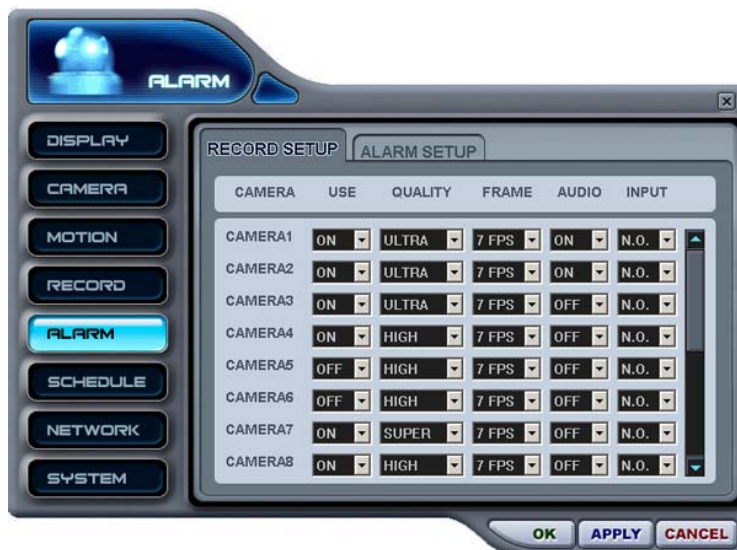 ALARM
DISPLAY
CAMERA
MOTION
RECORD
ALARM
SCHEDULE
NETWORK
SYSTEM
RECORD SETUP ALARM SETUP
CAMERA USE QUALITY FRAME AUDIO INPUT
CAMERA1 ON ULTRA 7 FPS ON N.O.
CAMERA2 ON ULTRA 7 FPS ON N.O.
CAMERA3 ON ULTRA 7 FPS OFF N.O.
CAMERA4 ON HIGH 7 FPS OFF N.O.
CAMERA5 OFF HIGH 7 FPS OFF N.O.
CAMERA6 OFF HIGH 7 FPS OFF N.O.
CAMERA7 ON SUPER 7 FPS OFF N.O.
CAMERA8 ON HIGH 7 FPS OFF N.O.
OK APPLY CANCEL